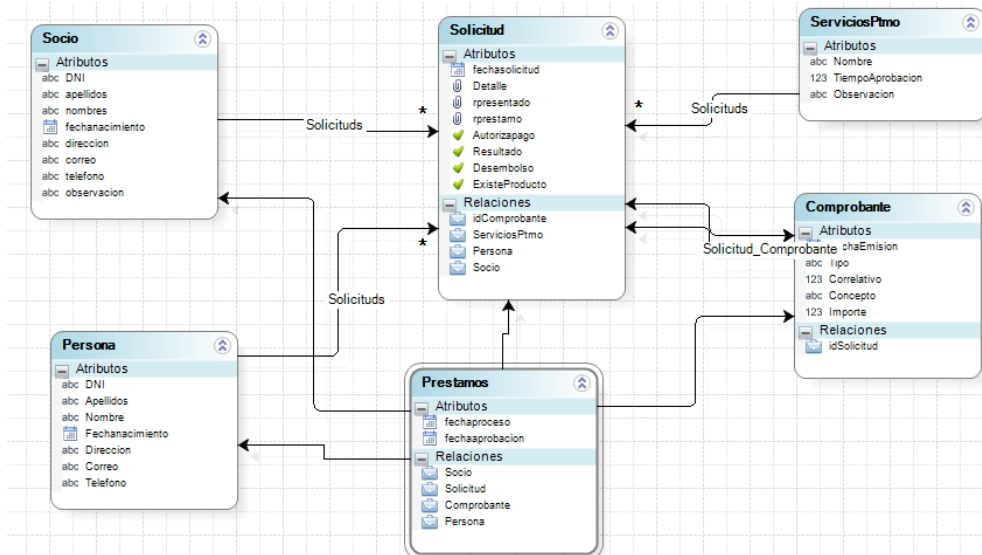 Socio
Atributos
abc DNI
abc apellidos
abc nombres
fechanacimiento
abc direccion
abc correo
abc telefono
abc observacion
Solicituds
*
Solicitud
Atributos
fechasolicitud
Detalle
rpresentado
rprestamo
Autorizapago
Resultado
Desembolso
ExisteProducto
Relaciones
idComprobante
ServiciosPtmo
Persona
Socio
*
Solicituds
ServiciosPtmo
Atributos
abc Nombre
123 TiempoAprobacion
abc Observacion
*
Solicituds
Solicitud_Comprobante
Comprobante
Atributos
chaEmision
abc Tipo
123 Correlativo
abc Concepto
123 Importe
Relaciones
idSolicitud
Persona
Atributos
abc DNI
abc Apellidos
abc Nombre
Fechanacimiento
abc Direccion
abc Correo
abc Telefono
Prestamos
Atributos
fechaproceso
fechaaprobacion
Relaciones
Socio
Solicitud
Comprobante
Persona